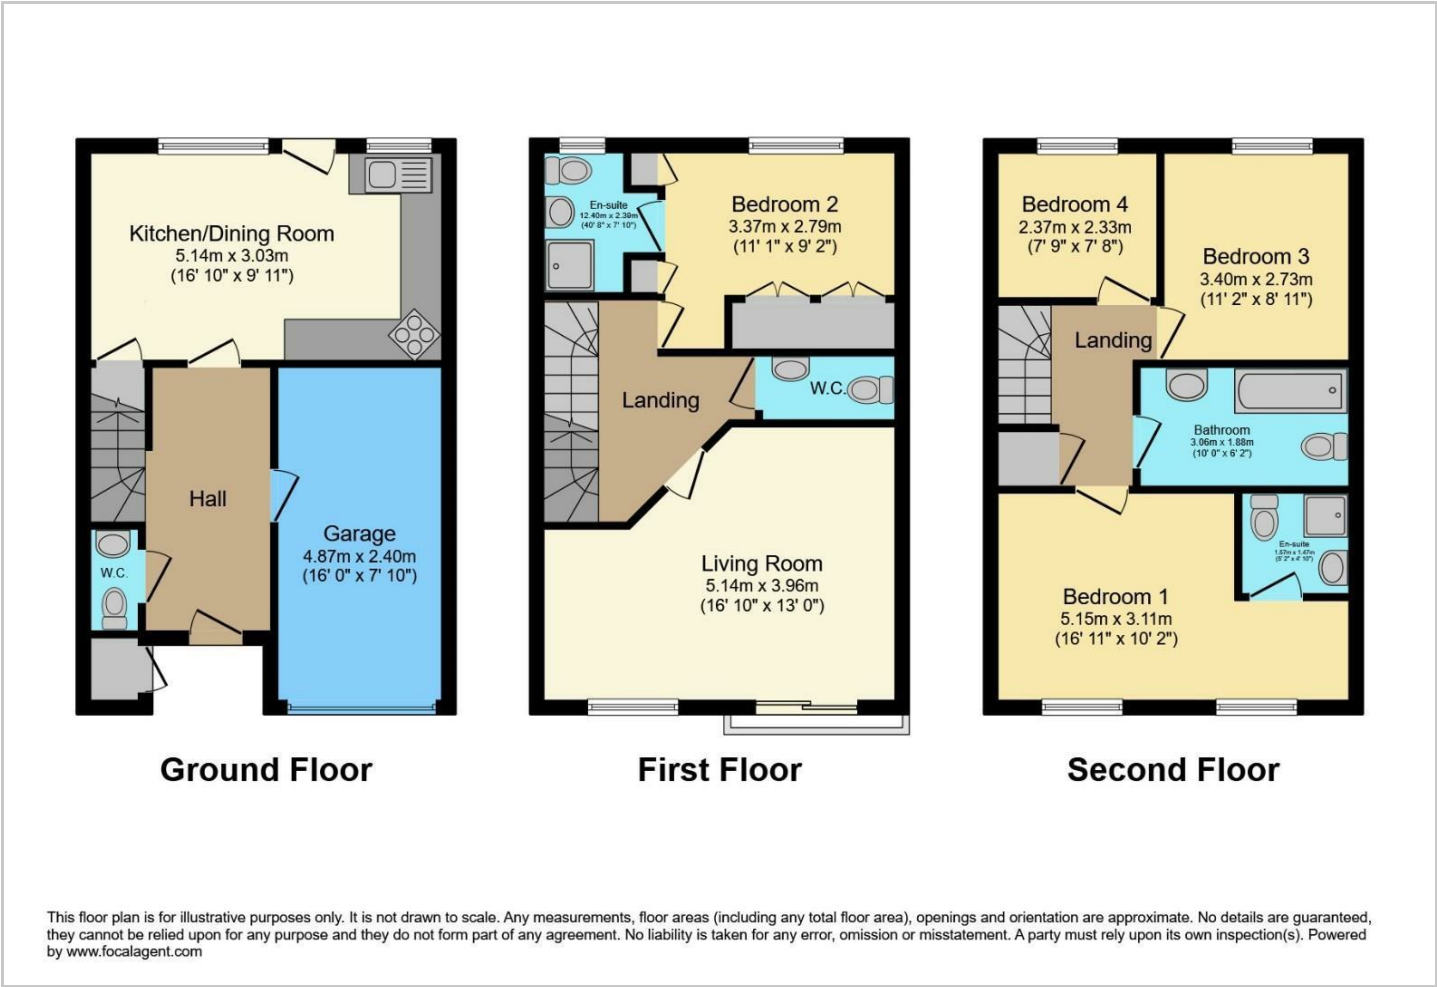 Kitchen/Dining Room
5.14m x 3.03m
(16' 10" x 9' 11")
Hall
Garage
4.87m x 2.40m
(16' 0" x 7' 10")
W.C.
Ground Floor
En-suite
12.40m x 2.39m
(40' 8" x 7' 10")
Bedroom 2
3.37m x 2.79m
(11' 1" x 9' 2")
Landing
W.C.
Living Room
5.14m x 3.96m
(16' 10" x 13' 0")
First Floor
Bedroom 4
2.37m x 2.33m
(7' 9" x 7' 8")
Bedroom 3
3.40m x 2.73m
(11' 2" x 8' 11")
Landing
Bathroom
3.06m x 1.88m
(10' 0" x 6' 2")
En-suite
1.57m x 1.47m
(5' 2" x 4' 10")
Bedroom 1
5.15m x 3.11m
(16' 11" x 10' 2")
Second Floor
This floor plan is for illustrative purposes only. It is not drawn to scale. Any measurements, floor areas (including any total floor area), openings and orientation are approximate. No details are guaranteed,
they cannot be relied upon for any purpose and they do not form part of any agreement. No liability is taken for any error, omission or misstatement. A party must rely upon its own inspection(s). Powered
by www.focalagent.com